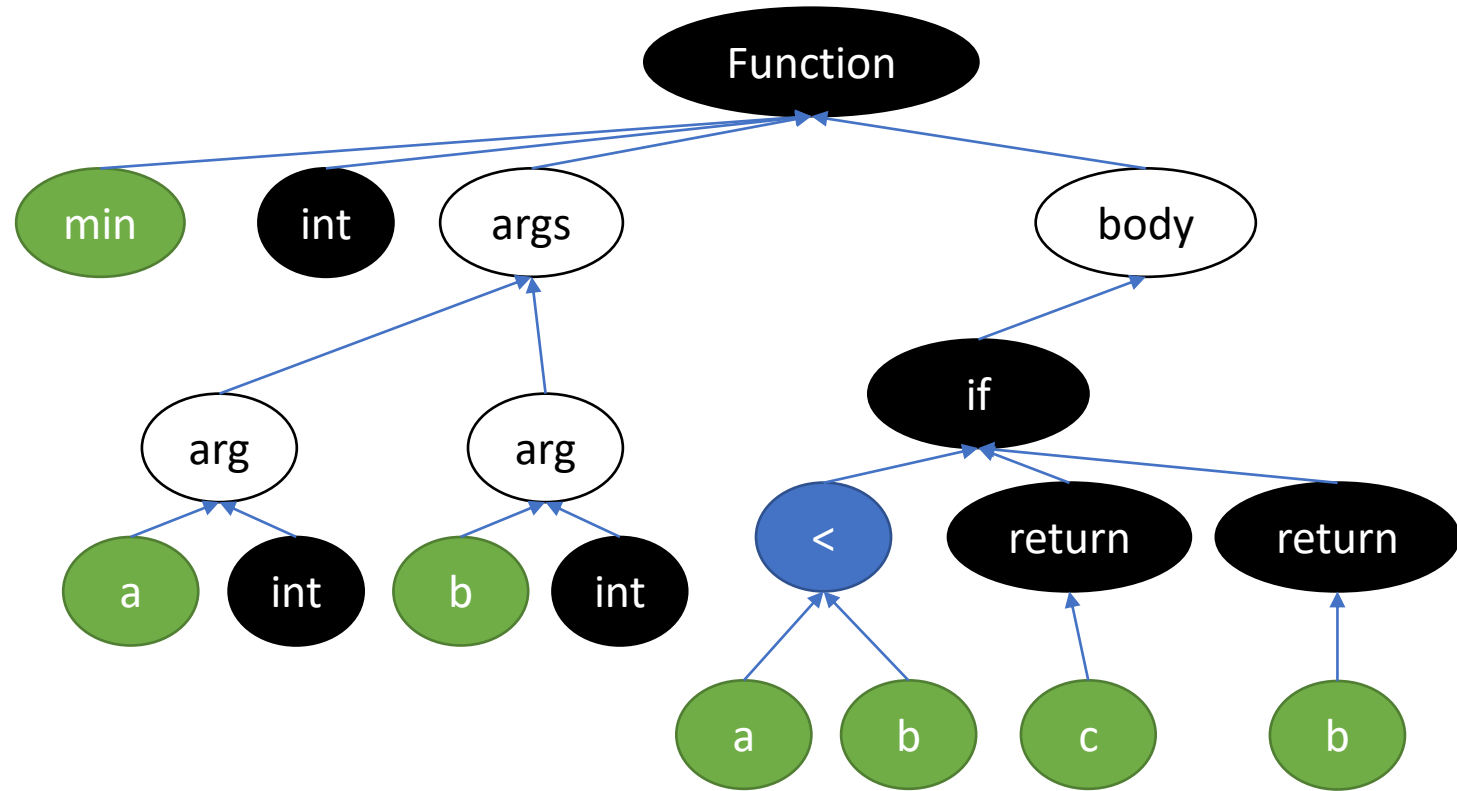 Function
min int args body
if
arg arg
< return return
a int b int
a b c b